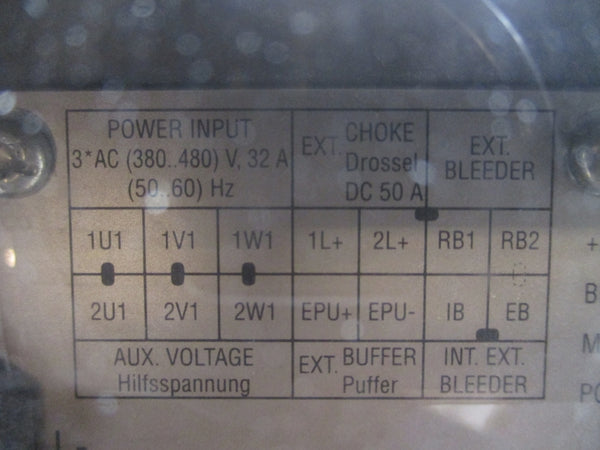 POWER INPUT
3*AC (380..480) V, 32 A
(50..60) Hz
EXT. CHOKE
Drossel
DC 50 A
EXT.
BLEEDER
1U1 1V1 1W1 1L+ 2L+ RB1 RB2
2U1 2V1 2W1 EPU+ EPU- IB EB
AUX. VOLTAGE
Hilfsspannung
EXT. BUFFER
Puffer
INT. EXT.
BLEEDER
+
B
M
PC